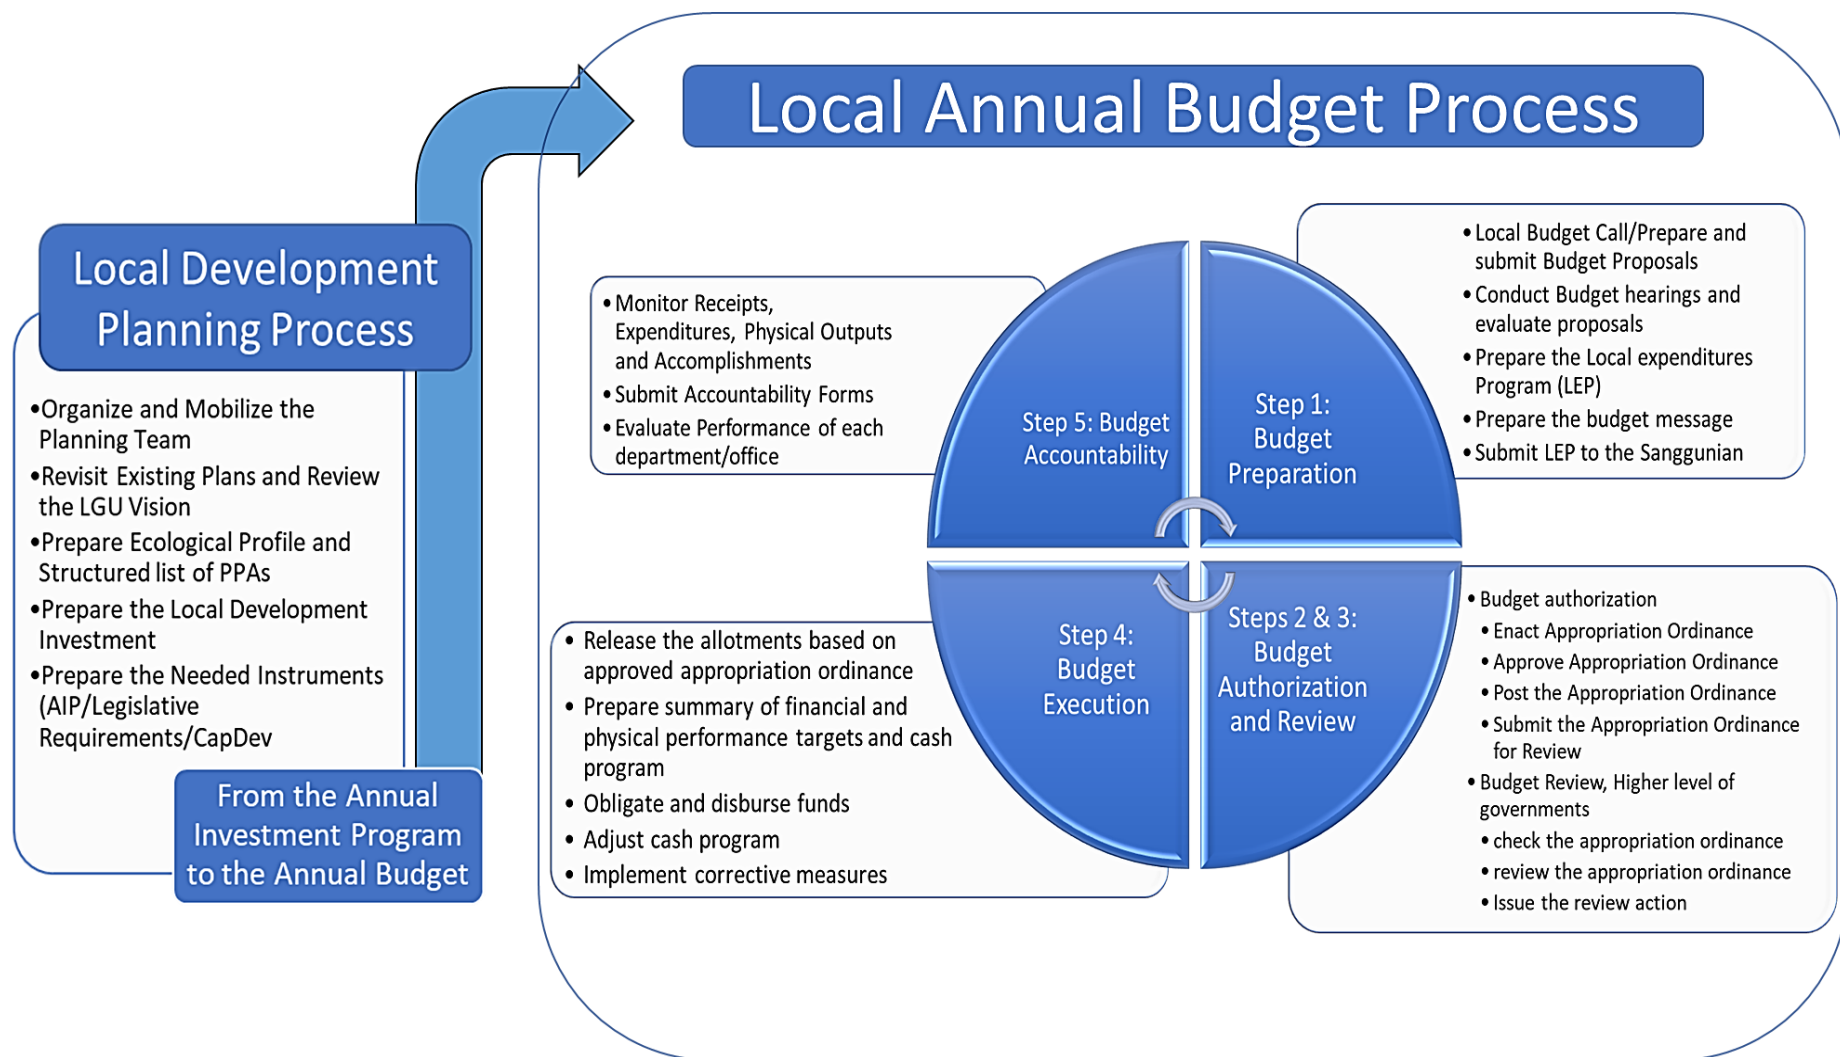 Local Annual Budget Process
Local Development
Planning Process
•Organize and Mobilize the
Planning Team
•Revisit Existing Plans and Review
the LGU Vision
•Prepare Ecological Profile and
Structured list of PPAs
•Prepare the Local Development
Investment
•Prepare the Needed Instruments
(AIP/Legislative
Requirements/CapDev
From the Annual
Investment Program
to the Annual Budget
•Local Budget Call/Prepare and
submit Budget Proposals
•Conduct Budget hearings and
evaluate proposals
•Prepare the Local expenditures
Program (LEP)
•Prepare the budget message
•Submit LEP to the Sanggunian
Step 1:
Budget
Preparation
Steps 2 & 3:
Budget
Authorization
and Review
• Budget authorization
• Enact Appropriation Ordinance
• Approve Appropriation Ordinance
• Post the Appropriation Ordinance
• Submit the Appropriation Ordinance
for Review
• Budget Review, Higher level of
governments
• check the appropriation ordinance
• review the appropriation ordinance
• Issue the review action
Step 4:
Budget
Execution
• Release the allotments based on
approved appropriation ordinance
• Prepare summary of financial and
physical performance targets and cash
program
• Obligate and disburse funds
• Adjust cash program
• Implement corrective measures
Step 5: Budget
Accountability
•Monitor Receipts,
Expenditures, Physical Outputs
and Accomplishments
•Submit Accountability Forms
•Evaluate Performance of each
department/office